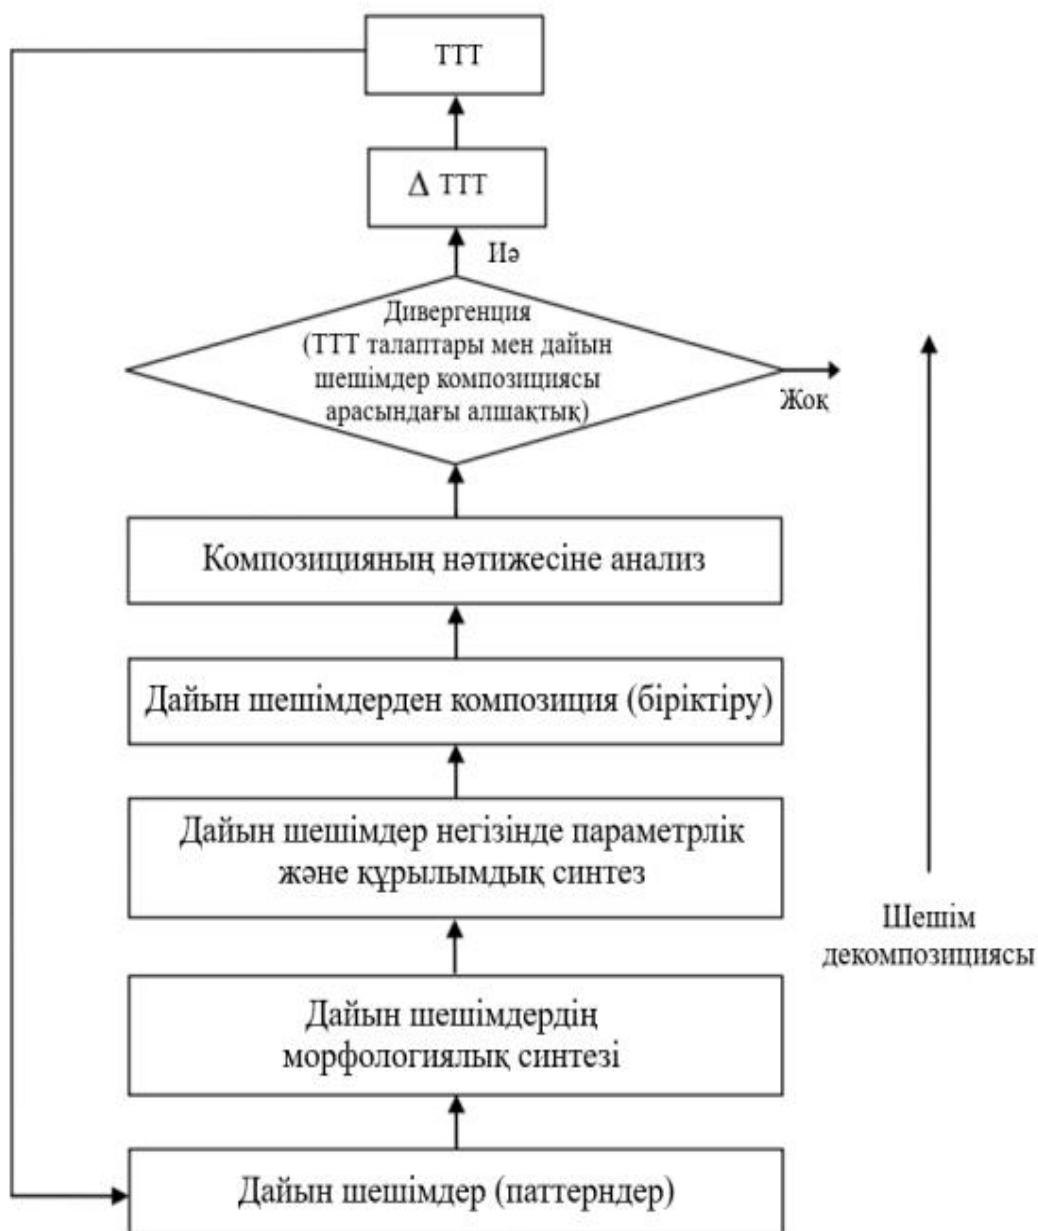 ТТТ
Δ ТТТ
Иә
Дивергенция
(ТТТ талаптары мен дайын
шешімдер композициясы
арасындағы алшақтық)
Жоқ
Композицияның нәтижесіне анализ
Дайын шешімдерден композиция (біріктіру)
Дайын шешімдер негізінде параметрлік
және құрылымдық синтез
Шешім
декомпозициясы
Дайын шешімдердің
морфологиялық синтезі
Дайын шешімдер (паттерндер)